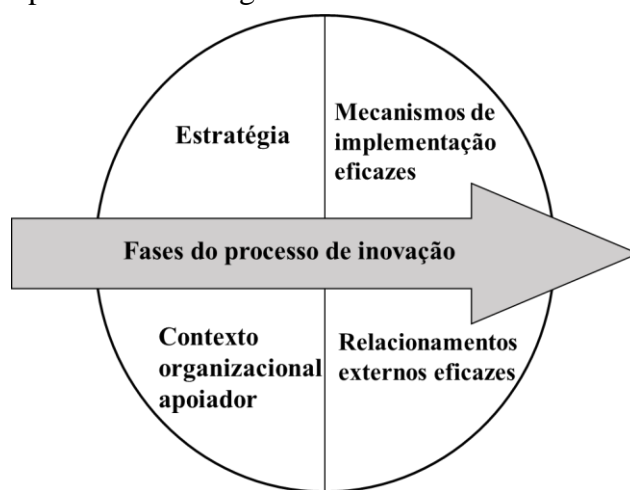 Estratégia
Mecanismos de
implementação
eficazes
Fases do processo de inovação
Contexto
organizacional
apoiador
Relacionamentos
externos eficazes